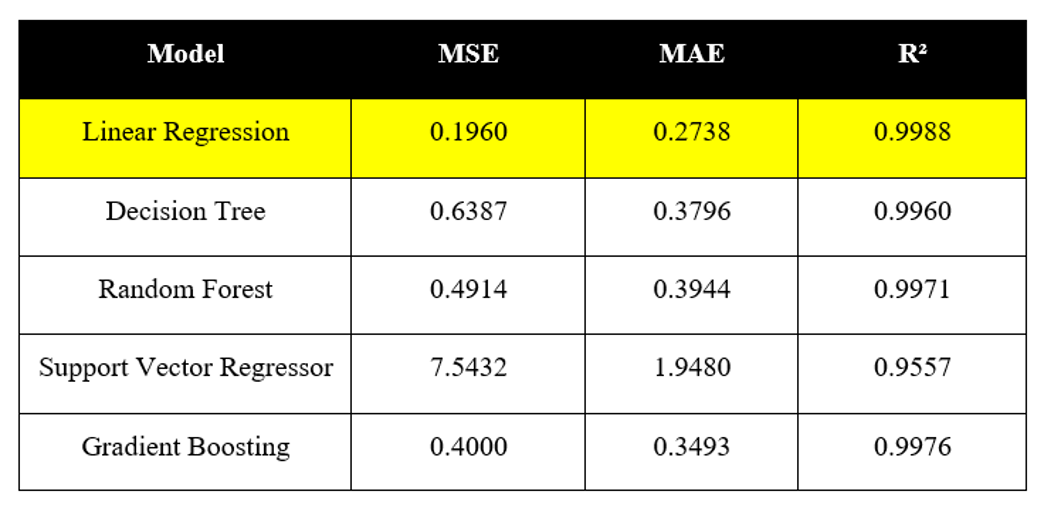 Model MSE MAE R²
Linear Regression 0.1960 0.2738 0.9988
Decision Tree 0.6387 0.3796 0.9960
Random Forest 0.4914 0.3944 0.9971
Support Vector Regressor 7.5432 1.9480 0.9557
Gradient Boosting 0.4000 0.3493 0.9976